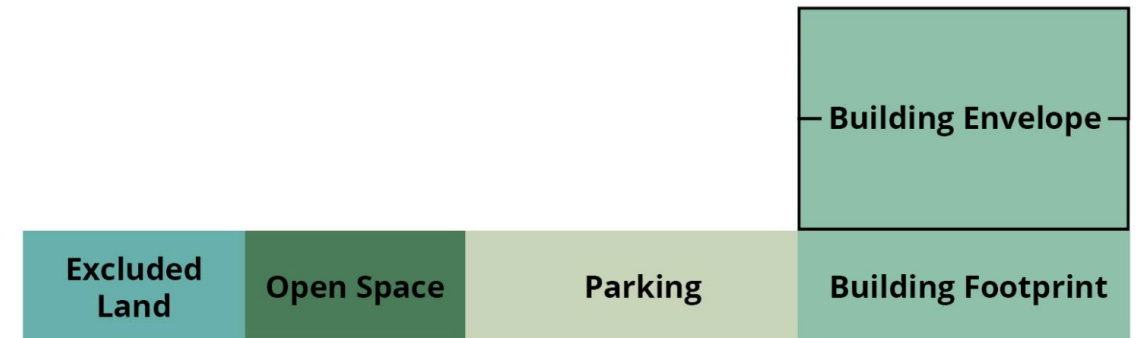 Building Envelope
Excluded
Land
Open Space
Parking
Building Footprint